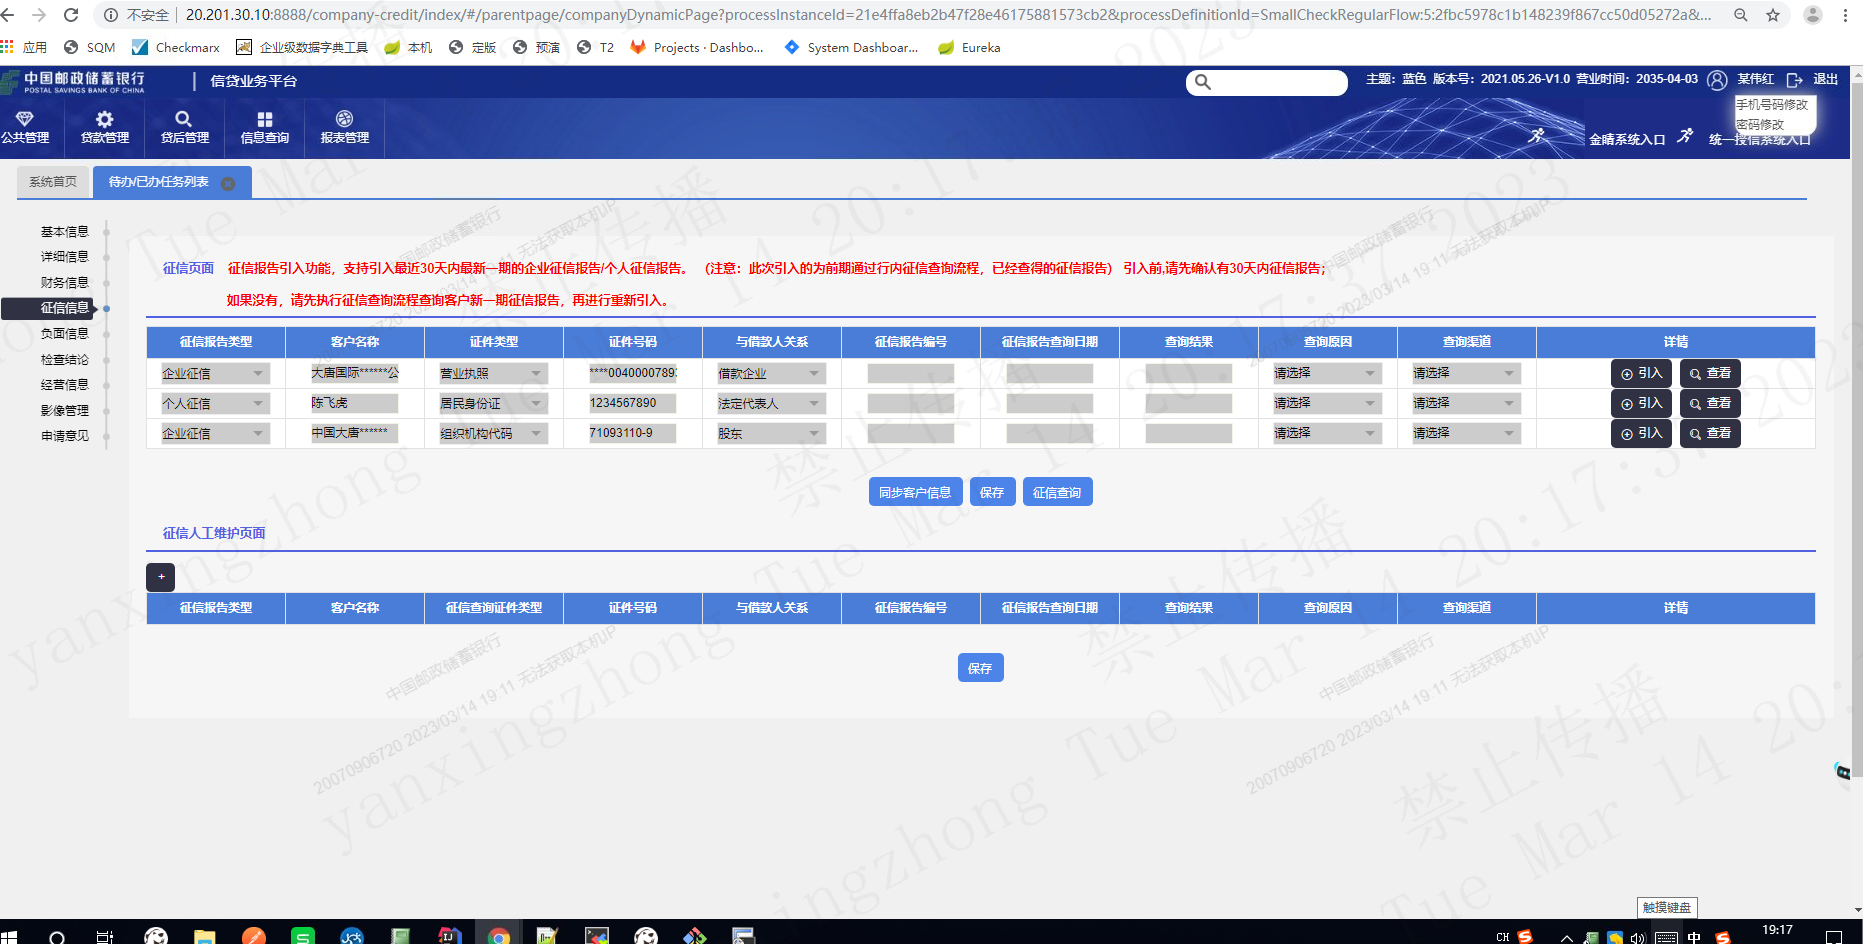 不安全 | 20.201.30.10:8888/company-credit/index/#/parentpage/companyDynamicPage?processInstanceId=21e4ffa8eb2b47f28e46175881573cb2&processDefinitionId=SmallCheckRegularFlow:5:2fbc5978c1b148239f867cc50d05272a&...
应用 SQM Checkmarx 企业级数据字典工具 本机 定版 预演 T2 Projects · Dashbo... System Dashboar... Eureka
中国邮政储蓄银行 POSTAL SAVINGS BANK OF CHINA | 信贷业务平台 主题：蓝色 版本号：2021.05.26-V1.0 营业时间：2035-04-03 某伟红 退出
手机号码修改
密码修改
公共管理 贷款管理 贷后管理 信息查询 报表管理 金睛系统入口 统一授信系统入口
系统首页 待办/已办任务列表
基本信息
详细信息
财务信息
征信信息
负面信息
检查结论
经营信息
影像管理
申请意见
征信页面 征信报告引入功能，支持引入最近30天内最新一期的企业征信报告/个人征信报告。 （注意：此次引入的为前期通过行内征信查询流程，已经查得的征信报告） 引入前,请先确认有30天内征信报告；
如果没有，请先执行征信查询流程查询客户新一期征信报告，再进行重新引入。
征信报告类型 客户名称 证件类型 证件号码 与借款人关系 征信报告编号 征信报告查询日期 查询结果 查询原因 查询渠道 详情
企业征信 大唐国际******公 营业执照 ****00400007893 借款企业 请选择 请选择 引入 查看
个人征信 陈飞虎 居民身份证 1234567890 法定代表人 请选择 请选择 引入 查看
企业征信 中国大唐****** 组织机构代码 71093110-9 股东 请选择 请选择 引入 查看
同步客户信息 保存 征信查询
征信人工维护页面
+
征信报告类型 客户名称 征信查询证件类型 证件号码 与借款人关系 征信报告编号 征信报告查询日期 查询结果 查询原因 查询渠道 详情
保存
中国邮政储蓄银行
20070906720 2023/03/14 19:11 无法获取本机IP
yanxingzhong Tue Mar 14 20:17:37 2023
禁止传播
触摸键盘
CH 中 19:17